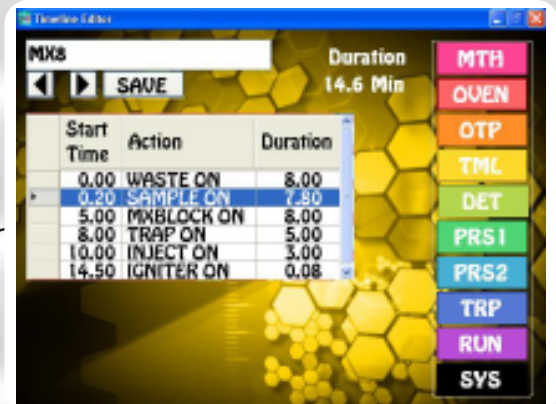 Timeline Editor
MX8
Duration
14.6 Min
SAVE
Start Time Action Duration
0.00 WASTE ON 8.00
0.20 SAMPLE ON 7.80
5.00 MXBLOCK ON 8.00
8.00 TRAP ON 5.00
10.00 INJECT ON 3.00
14.50 IGNITER ON 0.08
MTH
OVEN
OTP
TML
DET
PRS1
PRS2
TRP
RUN
SYS